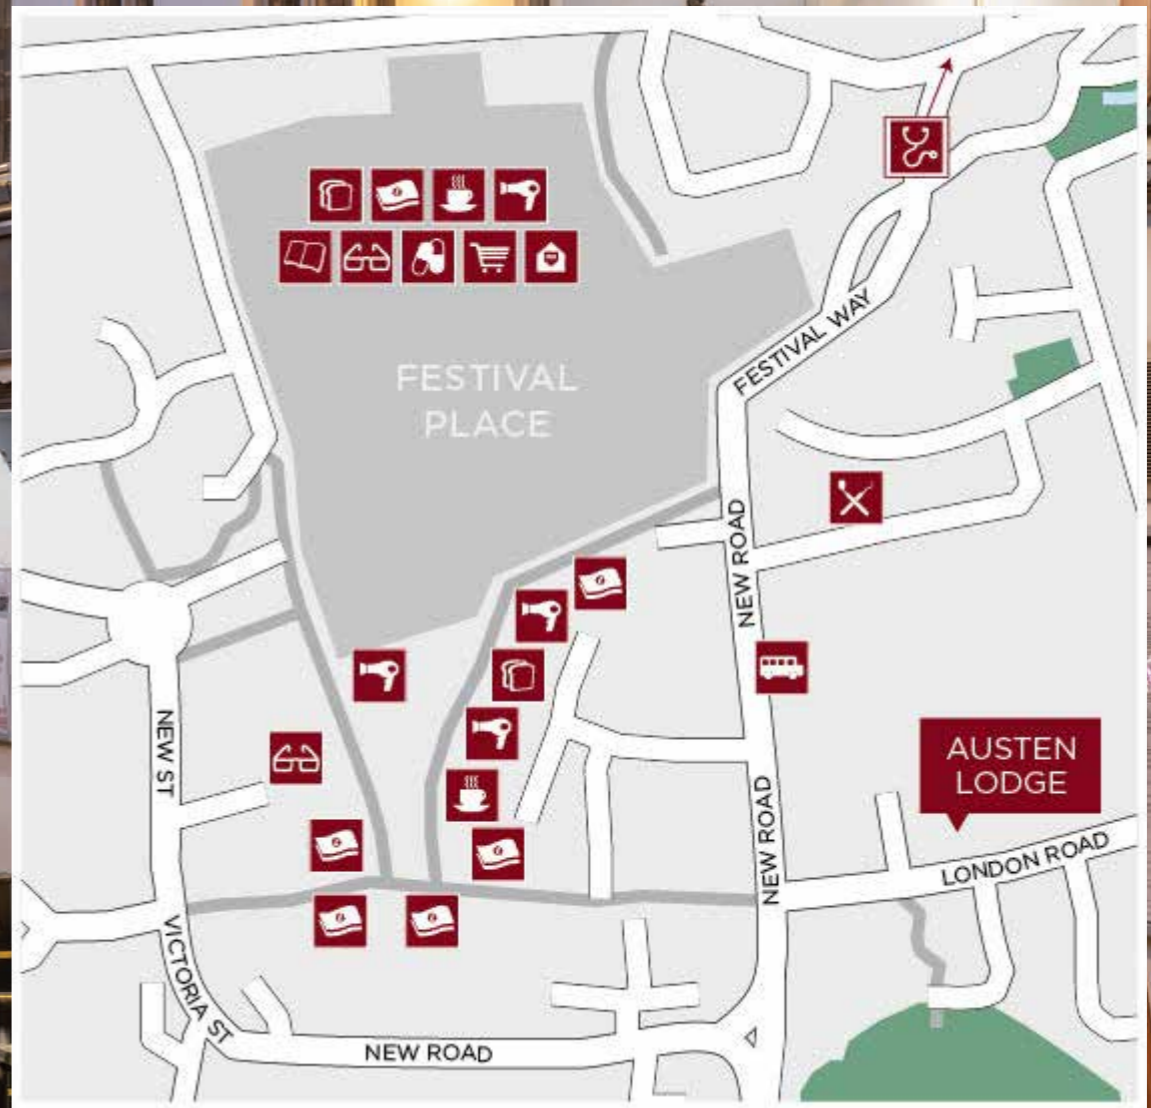 FESTIVAL
PLACE
FESTIVAL WAY
NEW ROAD
NEW ST
AUSTEN
LODGE
NEW ROAD
LONDON ROAD
VICTORIA ST
NEW ROAD